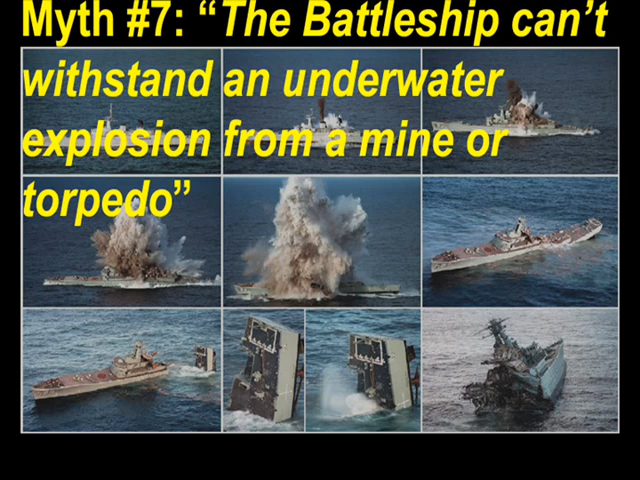 Myth #7: “The Battleship can’t
withstand an underwater
explosion from a mine or
torpedo”